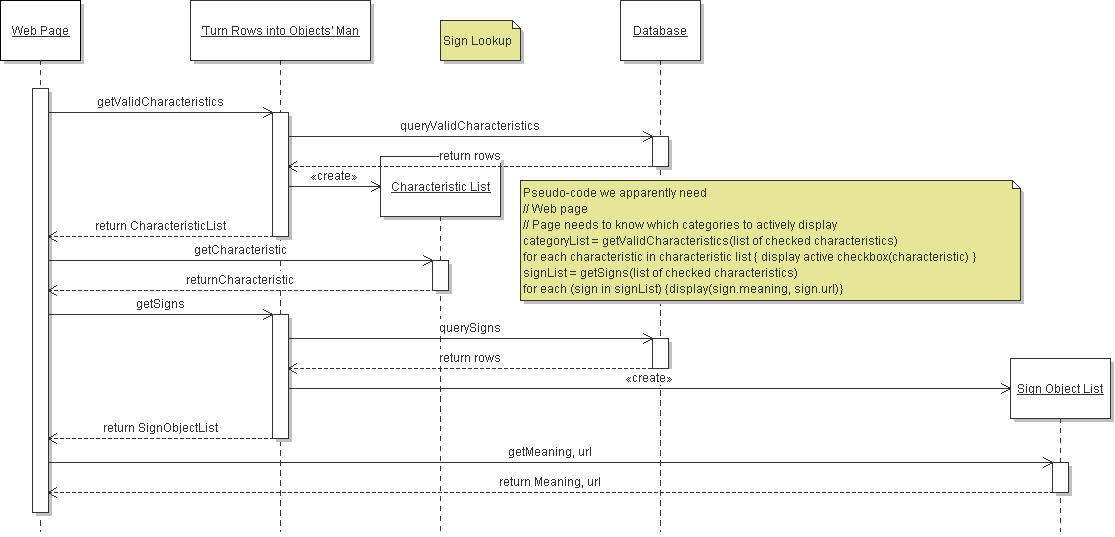 Web Page
'Turn Rows into Objects' Man
Sign Lookup
Database
getValidCharacteristics
queryValidCharacteristics
return rows
«create»
Characteristic List
Pseudo-code we apparently need
// Web page
// Page needs to know which categories to actively display
categoryList = getValidCharacteristics(list of checked characteristics)
for each characteristic in characteristic list { display active checkbox(characteristic) }
signList = getSigns(list of checked characteristics)
for each (sign in signList) {display(sign.meaning, sign.url)}
return CharacteristicList
getCharacteristic
returnCharacteristic
getSigns
querySigns
return rows
«create»
Sign Object List
return SignObjectList
getMeaning, url
return Meaning, url